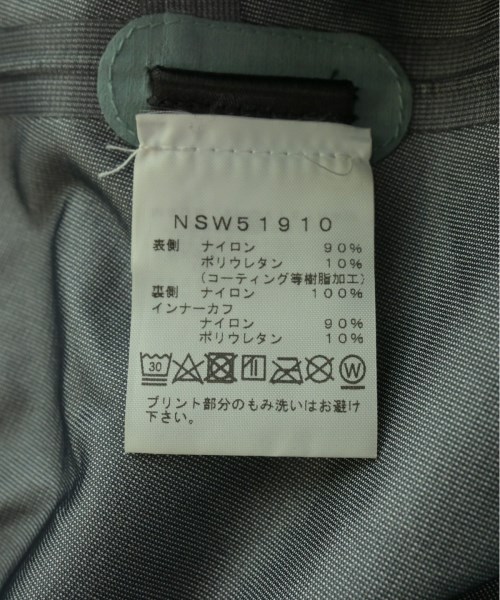 NSW51910
表側 ナイロン 90%
ポリウレタン 10%
(コーティング等樹脂加工)
裏側 ナイロン 100%
インナーカフ
ナイロン 90%
ポリウレタン 10%
30 W
プリント部分のもみ洗いはお避け
下さい。